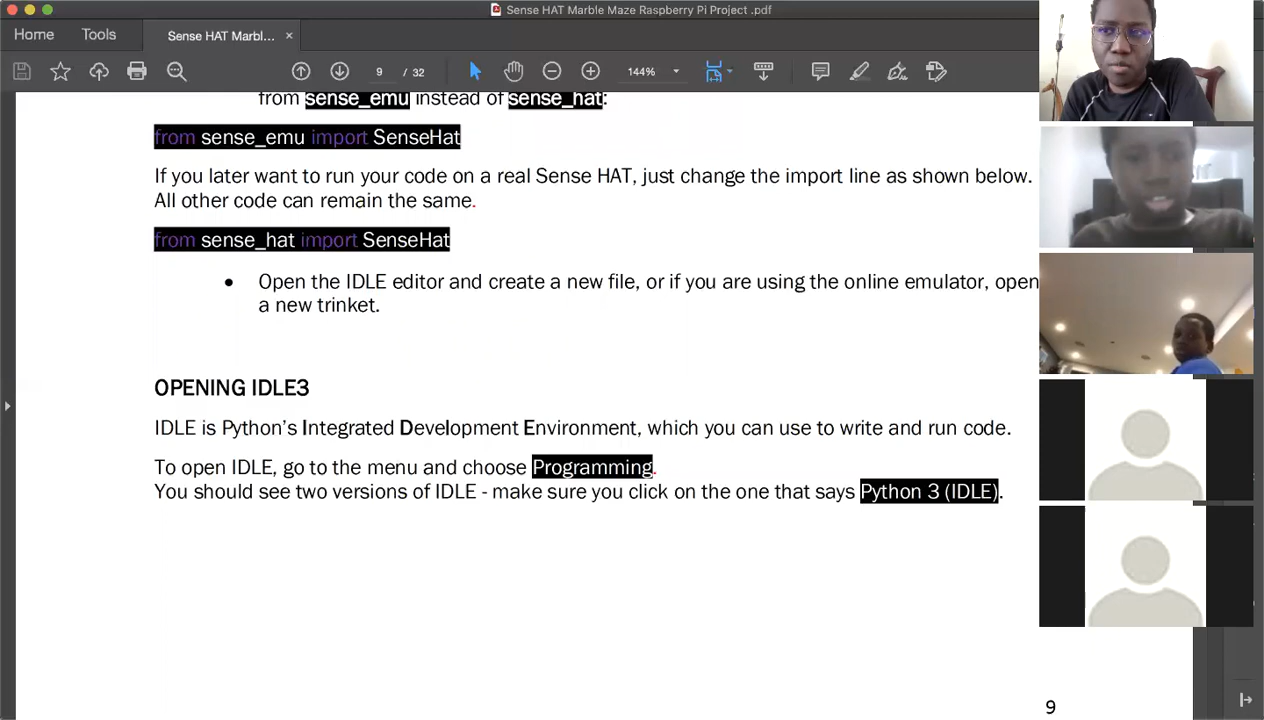 Sense HAT Marble Maze Raspberry Pi Project .pdf
Home Tools Sense HAT Marbl... ×
9 / 32 144%
from sense_emu instead of sense_hat:
from sense_emu import SenseHat
If you later want to run your code on a real Sense HAT, just change the import line as shown below.
All other code can remain the same.
from sense_hat import SenseHat
• Open the IDLE editor and create a new file, or if you are using the online emulator, open
a new trinket.
OPENING IDLE3
IDLE is Python’s Integrated Development Environment, which you can use to write and run code.
To open IDLE, go to the menu and choose Programming.
You should see two versions of IDLE - make sure you click on the one that says Python 3 (IDLE).
9